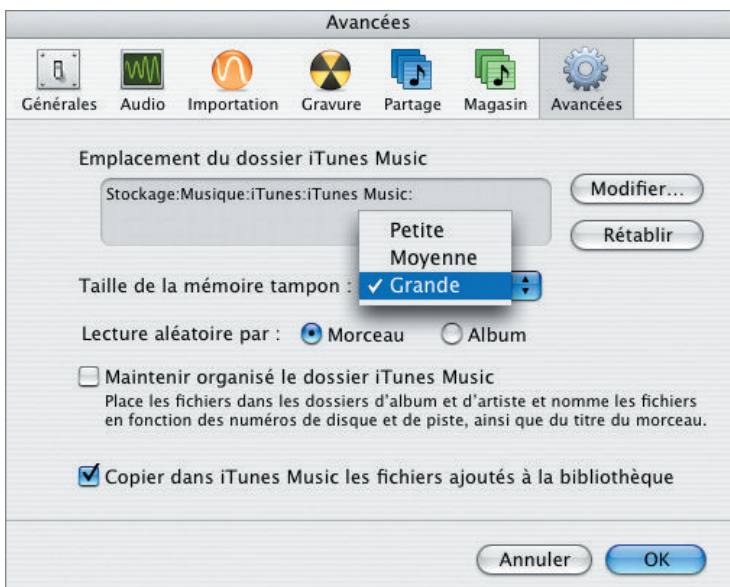 Avancées
Générales Audio Importation Gravure Partage Magasin Avancées
Emplacement du dossier iTunes Music
Stockage:Musique:iTunes:iTunes Music:
Modifier...
Rétablir
Petite
Moyenne
Taille de la mémoire tampon : ✓ Grande
Lecture aléatoire par : Morceau Album
Maintenir organisé le dossier iTunes Music
Place les fichiers dans les dossiers d'album et d'artiste et nomme les fichiers
en fonction des numéros de disque et de piste, ainsi que du titre du morceau.
Copier dans iTunes Music les fichiers ajoutés à la bibliothèque
Annuler OK